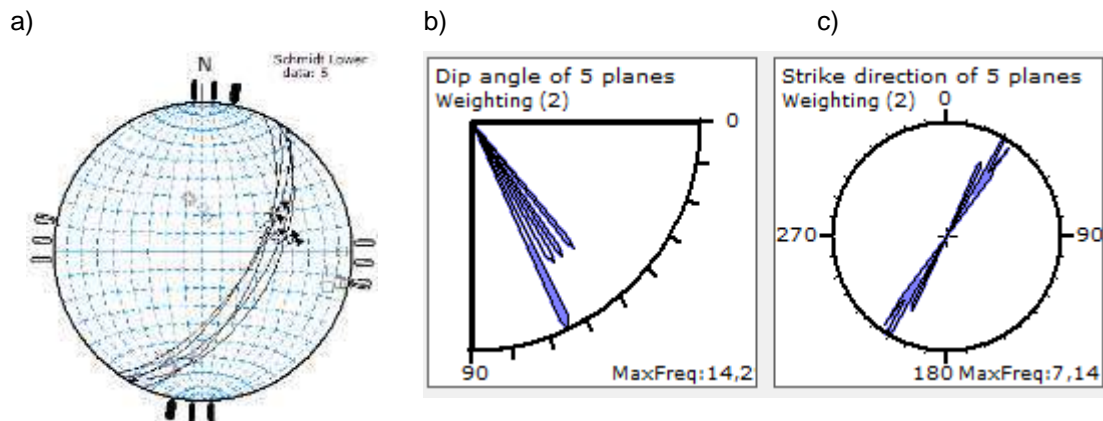 a)
b)
c)
N
Schmidt Lower
data: 5
Dip angle of 5 planes
Weighting (2)
0
90
MaxFreq:14,2
Strike direction of 5 planes
Weighting (2)
0
270
90
180
MaxFreq:7,14